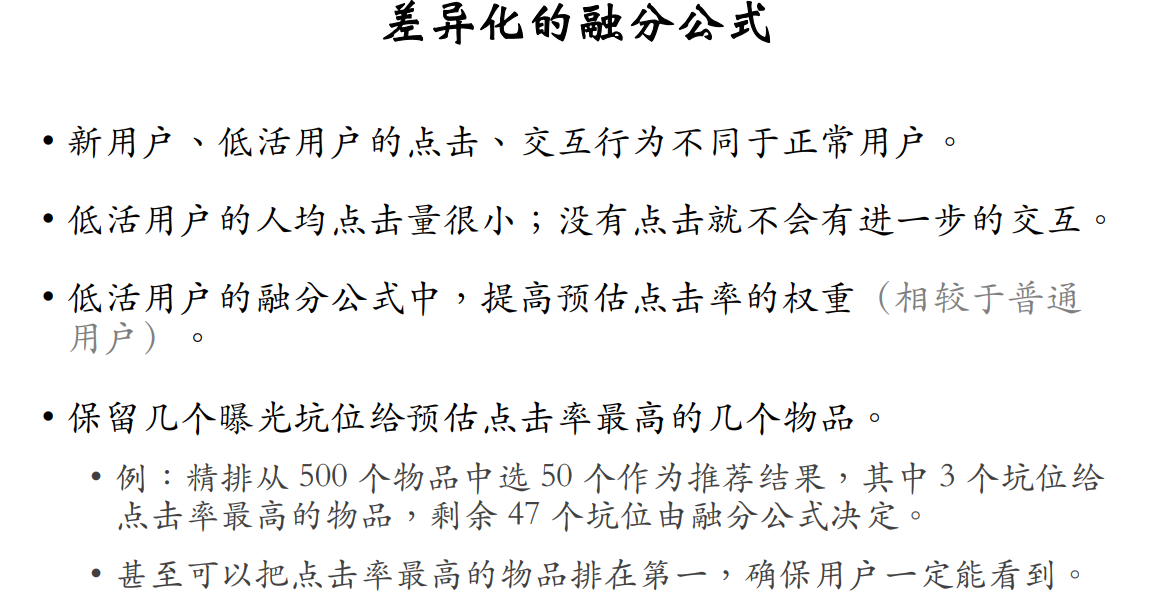 差异化的融分公式
• 新用户、低活用户的点击、交互行为不同于正常用户。
• 低活用户的人均点击量很小；没有点击就不会有进一步的交互。
• 低活用户的融分公式中，提高预估点击率的权重（相较于普通
用户）。
• 保留几个曝光坑位给预估点击率最高的几个物品。
• 例：精排从 500 个物品中选 50 个作为推荐结果，其中 3 个坑位给
点击率最高的物品，剩余 47 个坑位由融分公式决定。
• 甚至可以把点击率最高的物品排在第一，确保用户一定能看到。